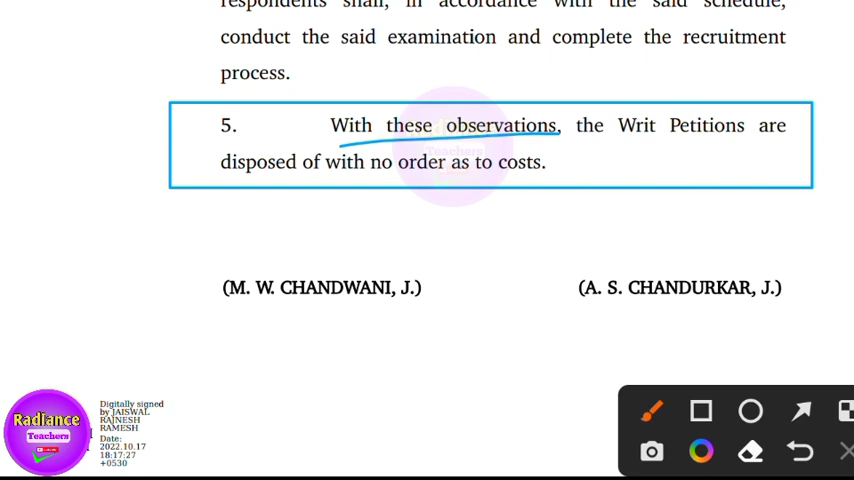 respondents shall, in accordance with the said schedule,
conduct the said examination and complete the recruitment
process.
5. With these observations, the Writ Petitions are
disposed of with no order as to costs.
(M. W. CHANDWANI, J.) (A. S. CHANDURKAR, J.)
Radiance
Teachers
Digitally signed
by JAISWAL
RAJNESH
RAMESH
Date:
2022.10.17
18:17:27
+0530